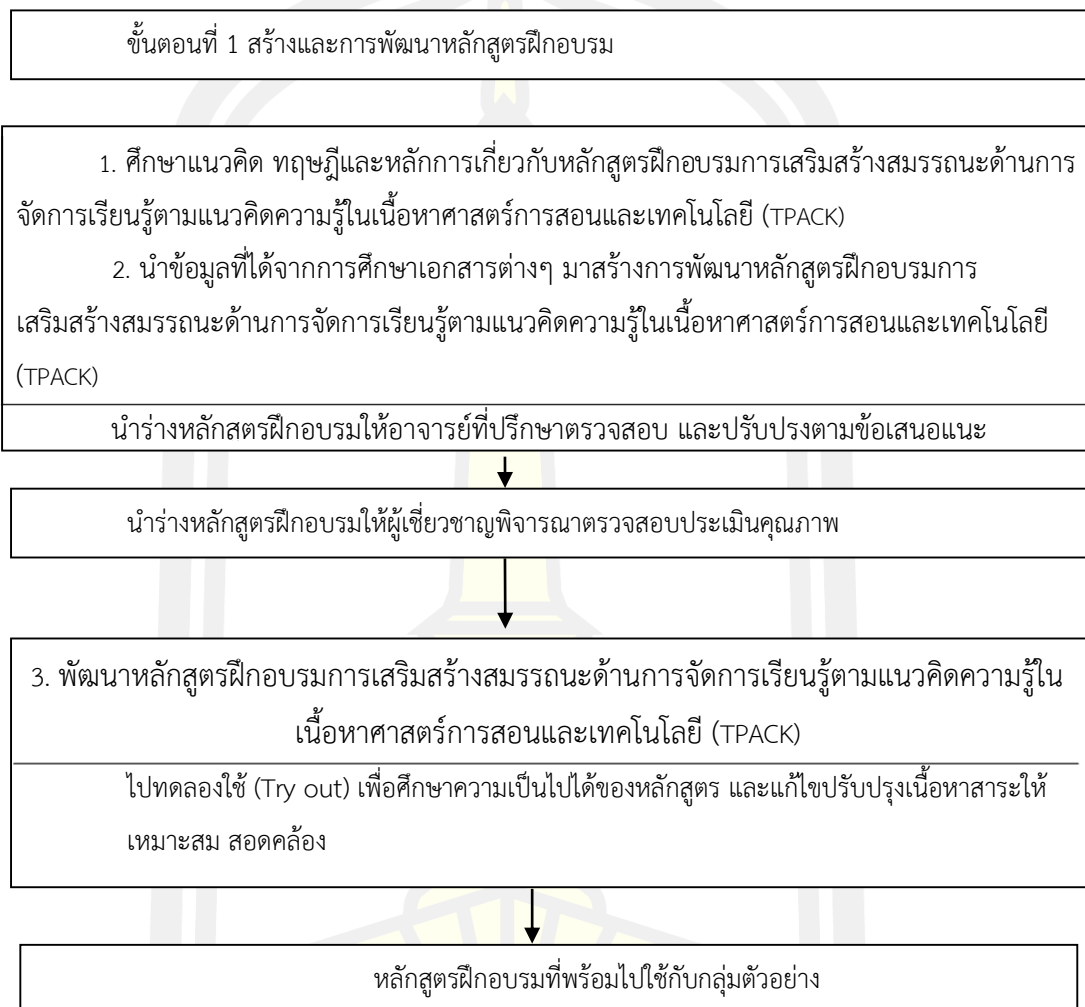 ขั้นตอนที่ 1 สร้างและการพัฒนาหลักสูตรฝึกอบรม
1. ศึกษาแนวคิด ทฤษฎีและหลักการเกี่ยวกับหลักสูตรฝึกอบรมการเสริมสร้างสมรรถนะด้านการ
จัดการเรียนรู้ตามแนวคิดความรู้ในเนื้อหาศาสตร์การสอนและเทคโนโลยี (TPACK)
2. นำข้อมูลที่ได้จากการศึกษาเอกสารต่างๆ มาสร้างการพัฒนาหลักสูตรฝึกอบรมการ
เสริมสร้างสมรรถนะด้านการจัดการเรียนรู้ตามแนวคิดความรู้ในเนื้อหาศาสตร์การสอนและเทคโนโลยี
(TPACK)
นำร่างหลักสูตรฝึกอบรมให้อาจารย์ที่ปรึกษาตรวจสอบ และปรับปรุงตามข้อเสนอแนะ
นำร่างหลักสูตรฝึกอบรมให้ผู้เชี่ยวชาญพิจารณาตรวจสอบประเมินคุณภาพ
3. พัฒนาหลักสูตรฝึกอบรมการเสริมสร้างสมรรถนะด้านการจัดการเรียนรู้ตามแนวคิดความรู้ใน
เนื้อหาศาสตร์การสอนและเทคโนโลยี (TPACK)
ไปทดลองใช้ (Try out) เพื่อศึกษาความเป็นไปได้ของหลักสูตร และแก้ไขปรับปรุงเนื้อหาสาระให้
เหมาะสม สอดคล้อง
หลักสูตรฝึกอบรมที่พร้อมไปใช้กับกลุ่มตัวอย่าง